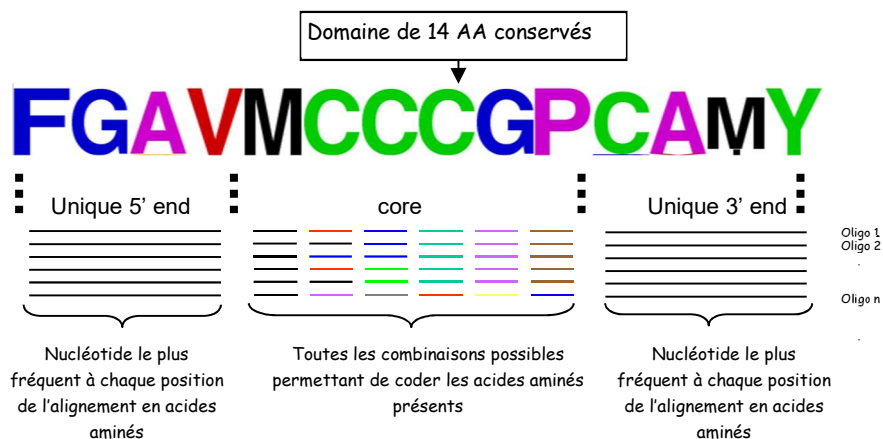 Domaine de 14 AA conservés
FGAVMCCCGPCAMY
Unique 5’ end
core
Unique 3’ end
Oligo 1
Oligo 2
.
Oligo n
.
Nucléotide le plus
fréquent à chaque position
de l’alignement en acides
aminés
Toutes les combinaisons possibles
permettant de coder les acides aminés
présents
Nucléotide le plus
fréquent à chaque position
de l’alignement en acides
aminés